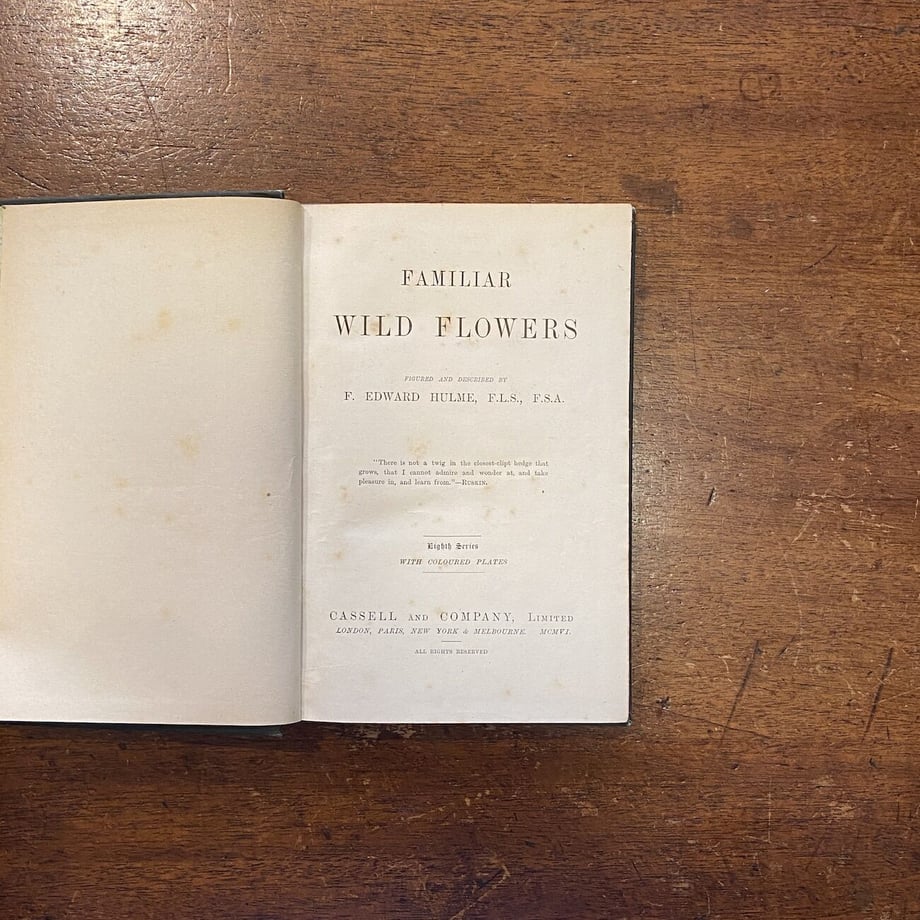 FAMILIAR
WILD FLOWERS
FIGURED AND DESCRIBED BY
F. EDWARD HULME, F.L.S., F.S.A.
"There is not a twig in the closest-clipt hedge that
grows, that I cannot admire and wonder at, and take
pleasure in, and learn from."—RUSKIN.
Eighth Series
WITH COLOURED PLATES
CASSELL AND COMPANY, LIMITED
LONDON, PARIS, NEW YORK & MELBOURNE. MCMVI.
ALL RIGHTS RESERVED